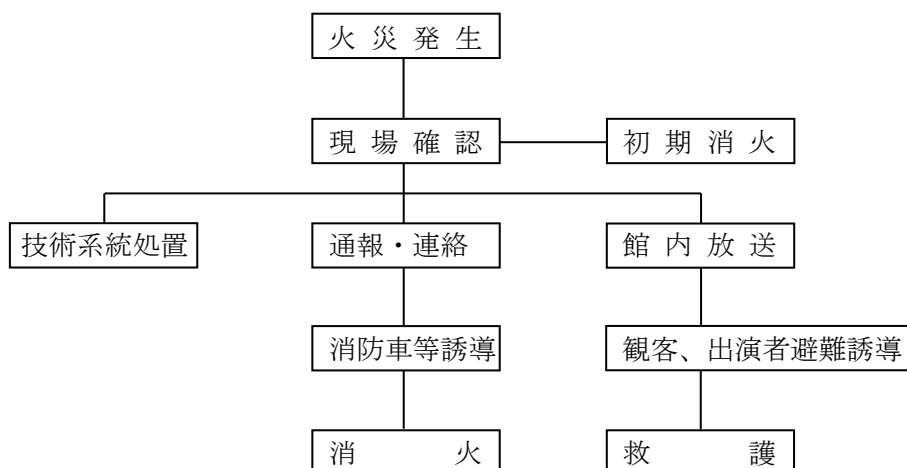 火災発生
現場確認
初期消火
技術系統処置
通報・連絡
館内放送
消防車等誘導
観客、出演者避難誘導
消火
救護